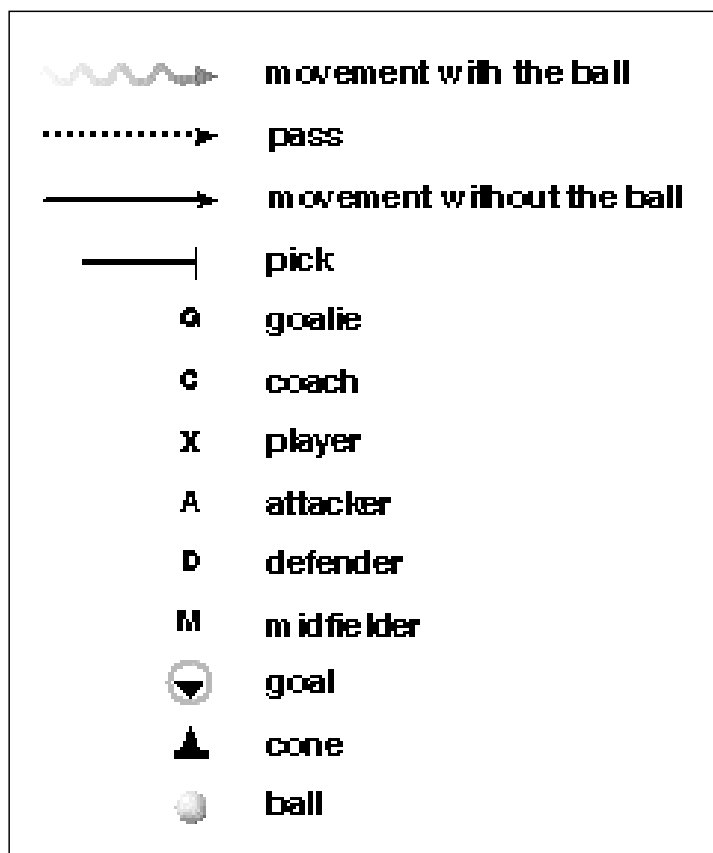 movement with the ball
pass
movement without the ball
pick
G goalie
C coach
X player
A attacker
D defender
M midfielder
goal
cone
ball